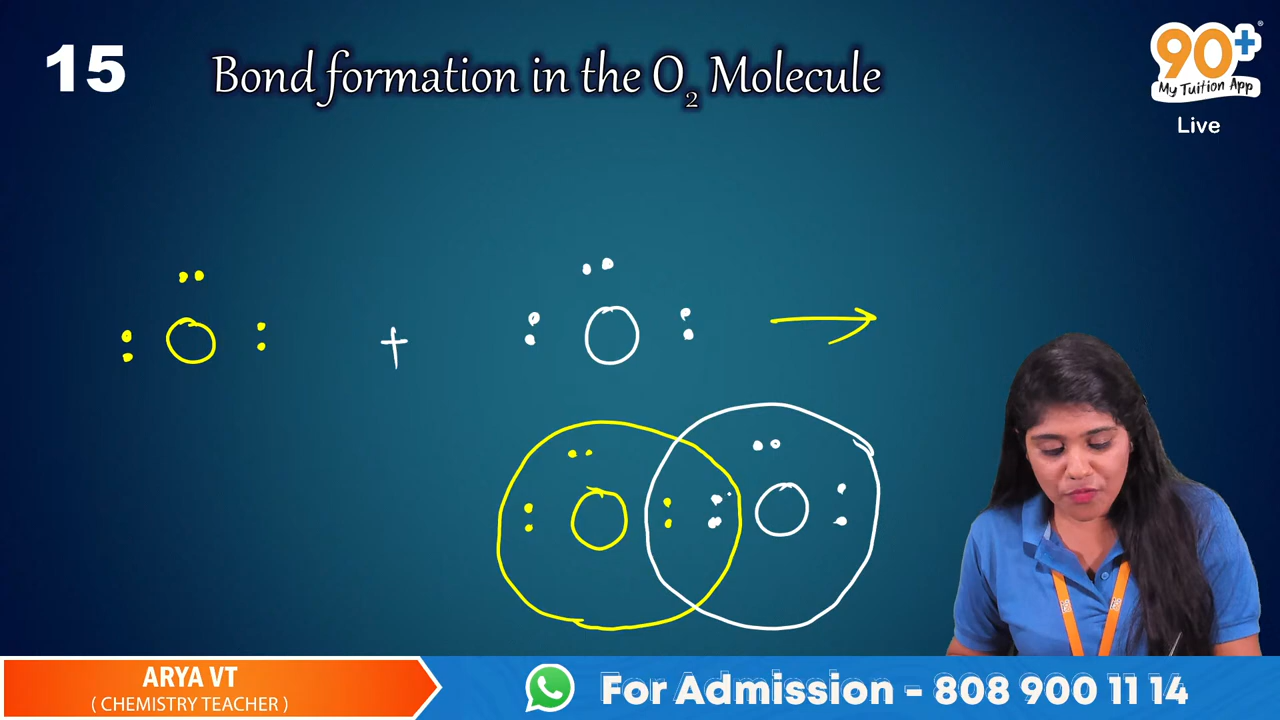 15
Bond formation in the O₂ Molecule
90+
My Tuition App
Live
O + O →
O O
ARYA VT
( CHEMISTRY TEACHER )
For Admission - 808 900 11 14